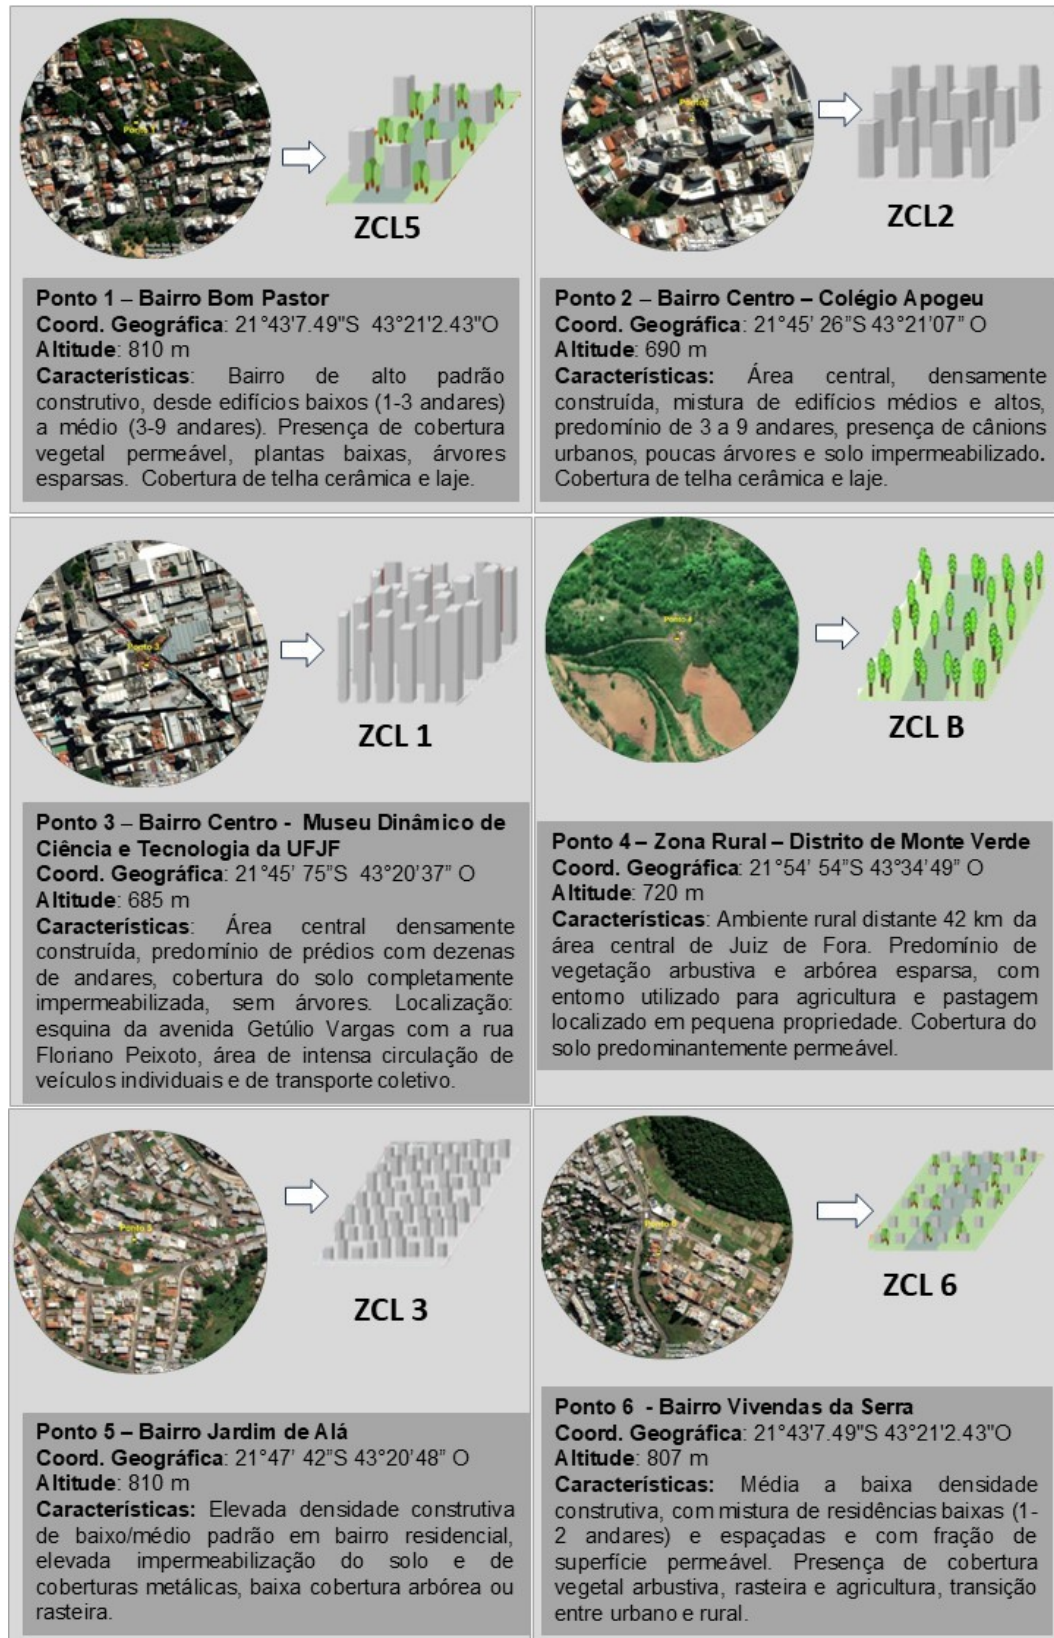 Ponto 1
ZCL5
Ponto 1 – Bairro Bom Pastor
Coord. Geográfica: 21°43'7.49"S 43°21'2.43"O
Altitude: 810 m
Características: Bairro de alto padrão
construtivo, desde edifícios baixos (1-3 andares)
a médio (3-9 andares). Presença de cobertura
vegetal permeável, plantas baixas, árvores
esparsas. Cobertura de telha cerâmica e laje.
Ponto2
ZCL2
Ponto 2 – Bairro Centro – Colégio Apogeu
Coord. Geográfica: 21°45’ 26”S 43°21’07” O
Altitude: 690 m
Características: Área central, densamente
construída, mistura de edifícios médios e altos,
predomínio de 3 a 9 andares, presença de cânions
urbanos, poucas árvores e solo impermeabilizado.
Cobertura de telha cerâmica e laje.
Ponto 3
ZCL 1
Ponto 3 – Bairro Centro - Museu Dinâmico de
Ciência e Tecnologia da UFJF
Coord. Geográfica: 21°45’ 75”S 43°20’37” O
Altitude: 685 m
Características: Área central densamente
construída, predomínio de prédios com dezenas
de andares, cobertura do solo completamente
impermeabilizada, sem árvores. Localização:
esquina da avenida Getúlio Vargas com a rua
Floriano Peixoto, área de intensa circulação de
veículos individuais e de transporte coletivo.
Ponto 4
ZCL B
Ponto 4 – Zona Rural – Distrito de Monte Verde
Coord. Geográfica: 21°54’ 54”S 43°34’49” O
Altitude: 720 m
Características: Ambiente rural distante 42 km da
área central de Juiz de Fora. Predomínio de
vegetação arbustiva e arbórea esparsa, com
entorno utilizado para agricultura e pastagem
localizado em pequena propriedade. Cobertura do
solo predominantemente permeável.
Ponto 5
ZCL 3
Ponto 5 – Bairro Jardim de Alá
Coord. Geográfica: 21°47’ 42”S 43°20’48” O
Altitude: 810 m
Características: Elevada densidade construtiva
de baixo/médio padrão em bairro residencial,
elevada impermeabilização do solo e de
coberturas metálicas, baixa cobertura arbórea ou
rasteira.
Ponto 6
ZCL 6
Ponto 6 - Bairro Vivendas da Serra
Coord. Geográfica: 21°43'7.49"S 43°21'2.43"O
Altitude: 807 m
Características: Média a baixa densidade
construtiva, com mistura de residências baixas (1-
2 andares) e espaçadas e com fração de
superfície permeável. Presença de cobertura
vegetal arbustiva, rasteira e agricultura, transição
entre urbano e rural.